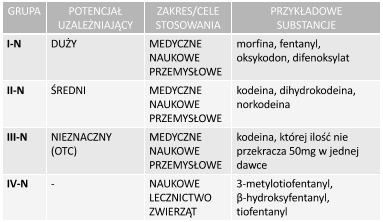 GRUPA POTENCJAŁ UZALEŻNIAJĄCY ZAKRES/CELE STOSOWANIA PRZYKŁADOWE SUBSTANCJE
I-N DUŻY MEDYCZNE morfina, fentanyl,
NAUKOWE oksykodon, difenoksylat
PRZEMYSŁOWE
II-N ŚREDNI MEDYCZNE kodeina, dihydrokodeina,
NAUKOWE norkodeina
PRZEMYSŁOWE
III-N NIEZNACZNY MEDYCZNE kodeina, której ilość nie
(OTC) NAUKOWE przekracza 50mg w jednej
PRZEMYSŁOWE dawce
IV-N - NAUKOWE 3-metylotiofentanyl,
LECZNICTWO β-hydroksyfentanyl,
ZWIERZĄT tiofentanyl